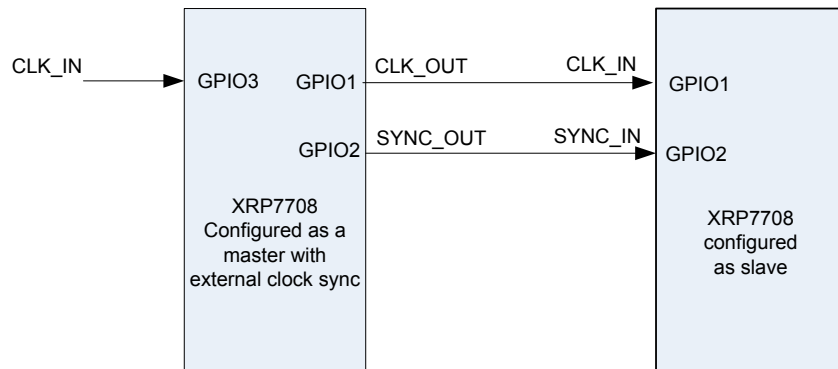 CLK_IN
GPIO3
GPIO1
CLK_OUT
CLK_IN
GPIO1
GPIO2
SYNC_OUT
SYNC_IN
GPIO2
XRP7708
Configured as a
master with
external clock sync
XRP7708
configured
as slave